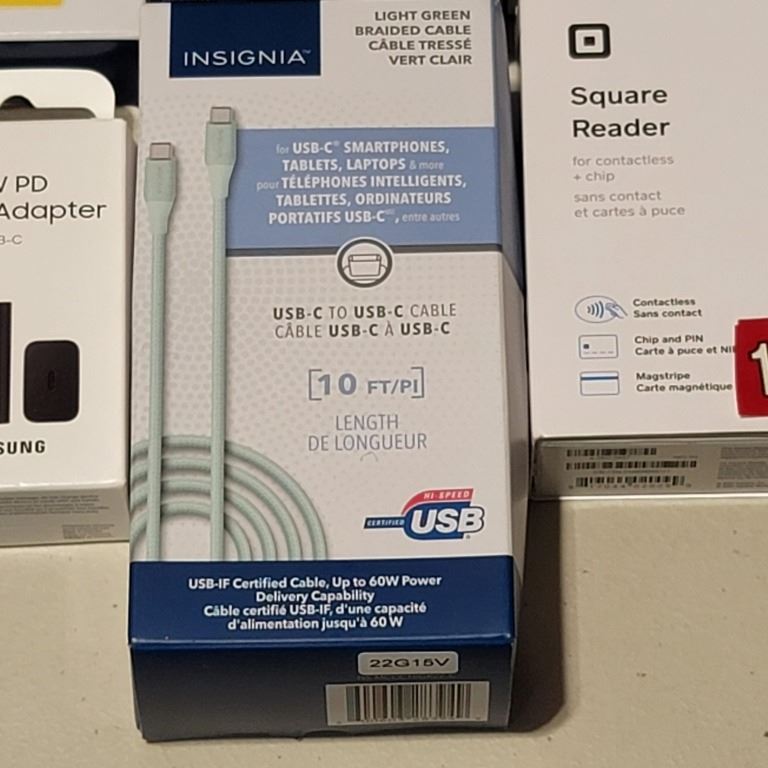 V PD
Adapter
B-C
SUNG
INSIGNIA™
LIGHT GREEN
BRAIDED CABLE
CÂBLE TRESSÉ
VERT CLAIR
for USB-C® SMARTPHONES,
TABLETS, LAPTOPS & more
pour TÉLÉPHONES INTELLIGENTS,
TABLETTES, ORDINATEURS
PORTATIFS USB-C, entre autres
USB-C TO USB-C CABLE
CÂBLE USB-C À USB-C
[10 FT/PI]
LENGTH
DE LONGUEUR
HI-SPEED
CERTIFIED USB
USB-IF Certified Cable, Up to 60W Power
Delivery Capability
Câble certifié USB-IF, d'une capacité
d'alimentation jusqu'à 60 W
22G15V
Square
Reader
for contactless
+ chip
sans contact
et cartes à puce
Contactless
Sans contact
Chip and PIN
Carte à puce et NI
Magstripe
Carte magnétique
1